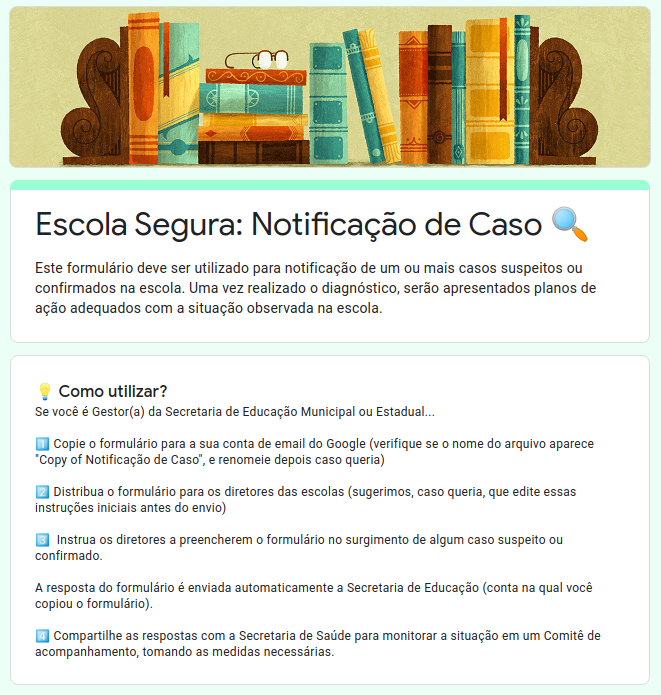 Escola Segura: Notificação de Caso 🔍
Este formulário deve ser utilizado para notificação de um ou mais casos suspeitos ou
confirmados na escola. Uma vez realizado o diagnóstico, serão apresentados planos de
ação adequados com a situação observada na escola.
💡 Como utilizar?
Se você é Gestor(a) da Secretaria de Educação Municipal ou Estadual...
1️⃣ Copie o formulário para a sua conta de email do Google (verifique se o nome do arquivo aparece
"Copy of Notificação de Caso", e renomeie depois caso queria)
2️⃣ Distribua o formulário para os diretores das escolas (sugerimos, caso queria, que edite essas
instruções iniciais antes do envio)
3️⃣ Instrua os diretores a preencherem o formulário no surgimento de algum caso suspeito ou
confirmado.
A resposta do formulário é enviada automaticamente a Secretaria de Educação (conta na qual você
copiou o formulário).
4️⃣ Compartilhe as respostas com a Secretaria de Saúde para monitorar a situação em um Comitê de
acompanhamento, tomando as medidas necessárias.